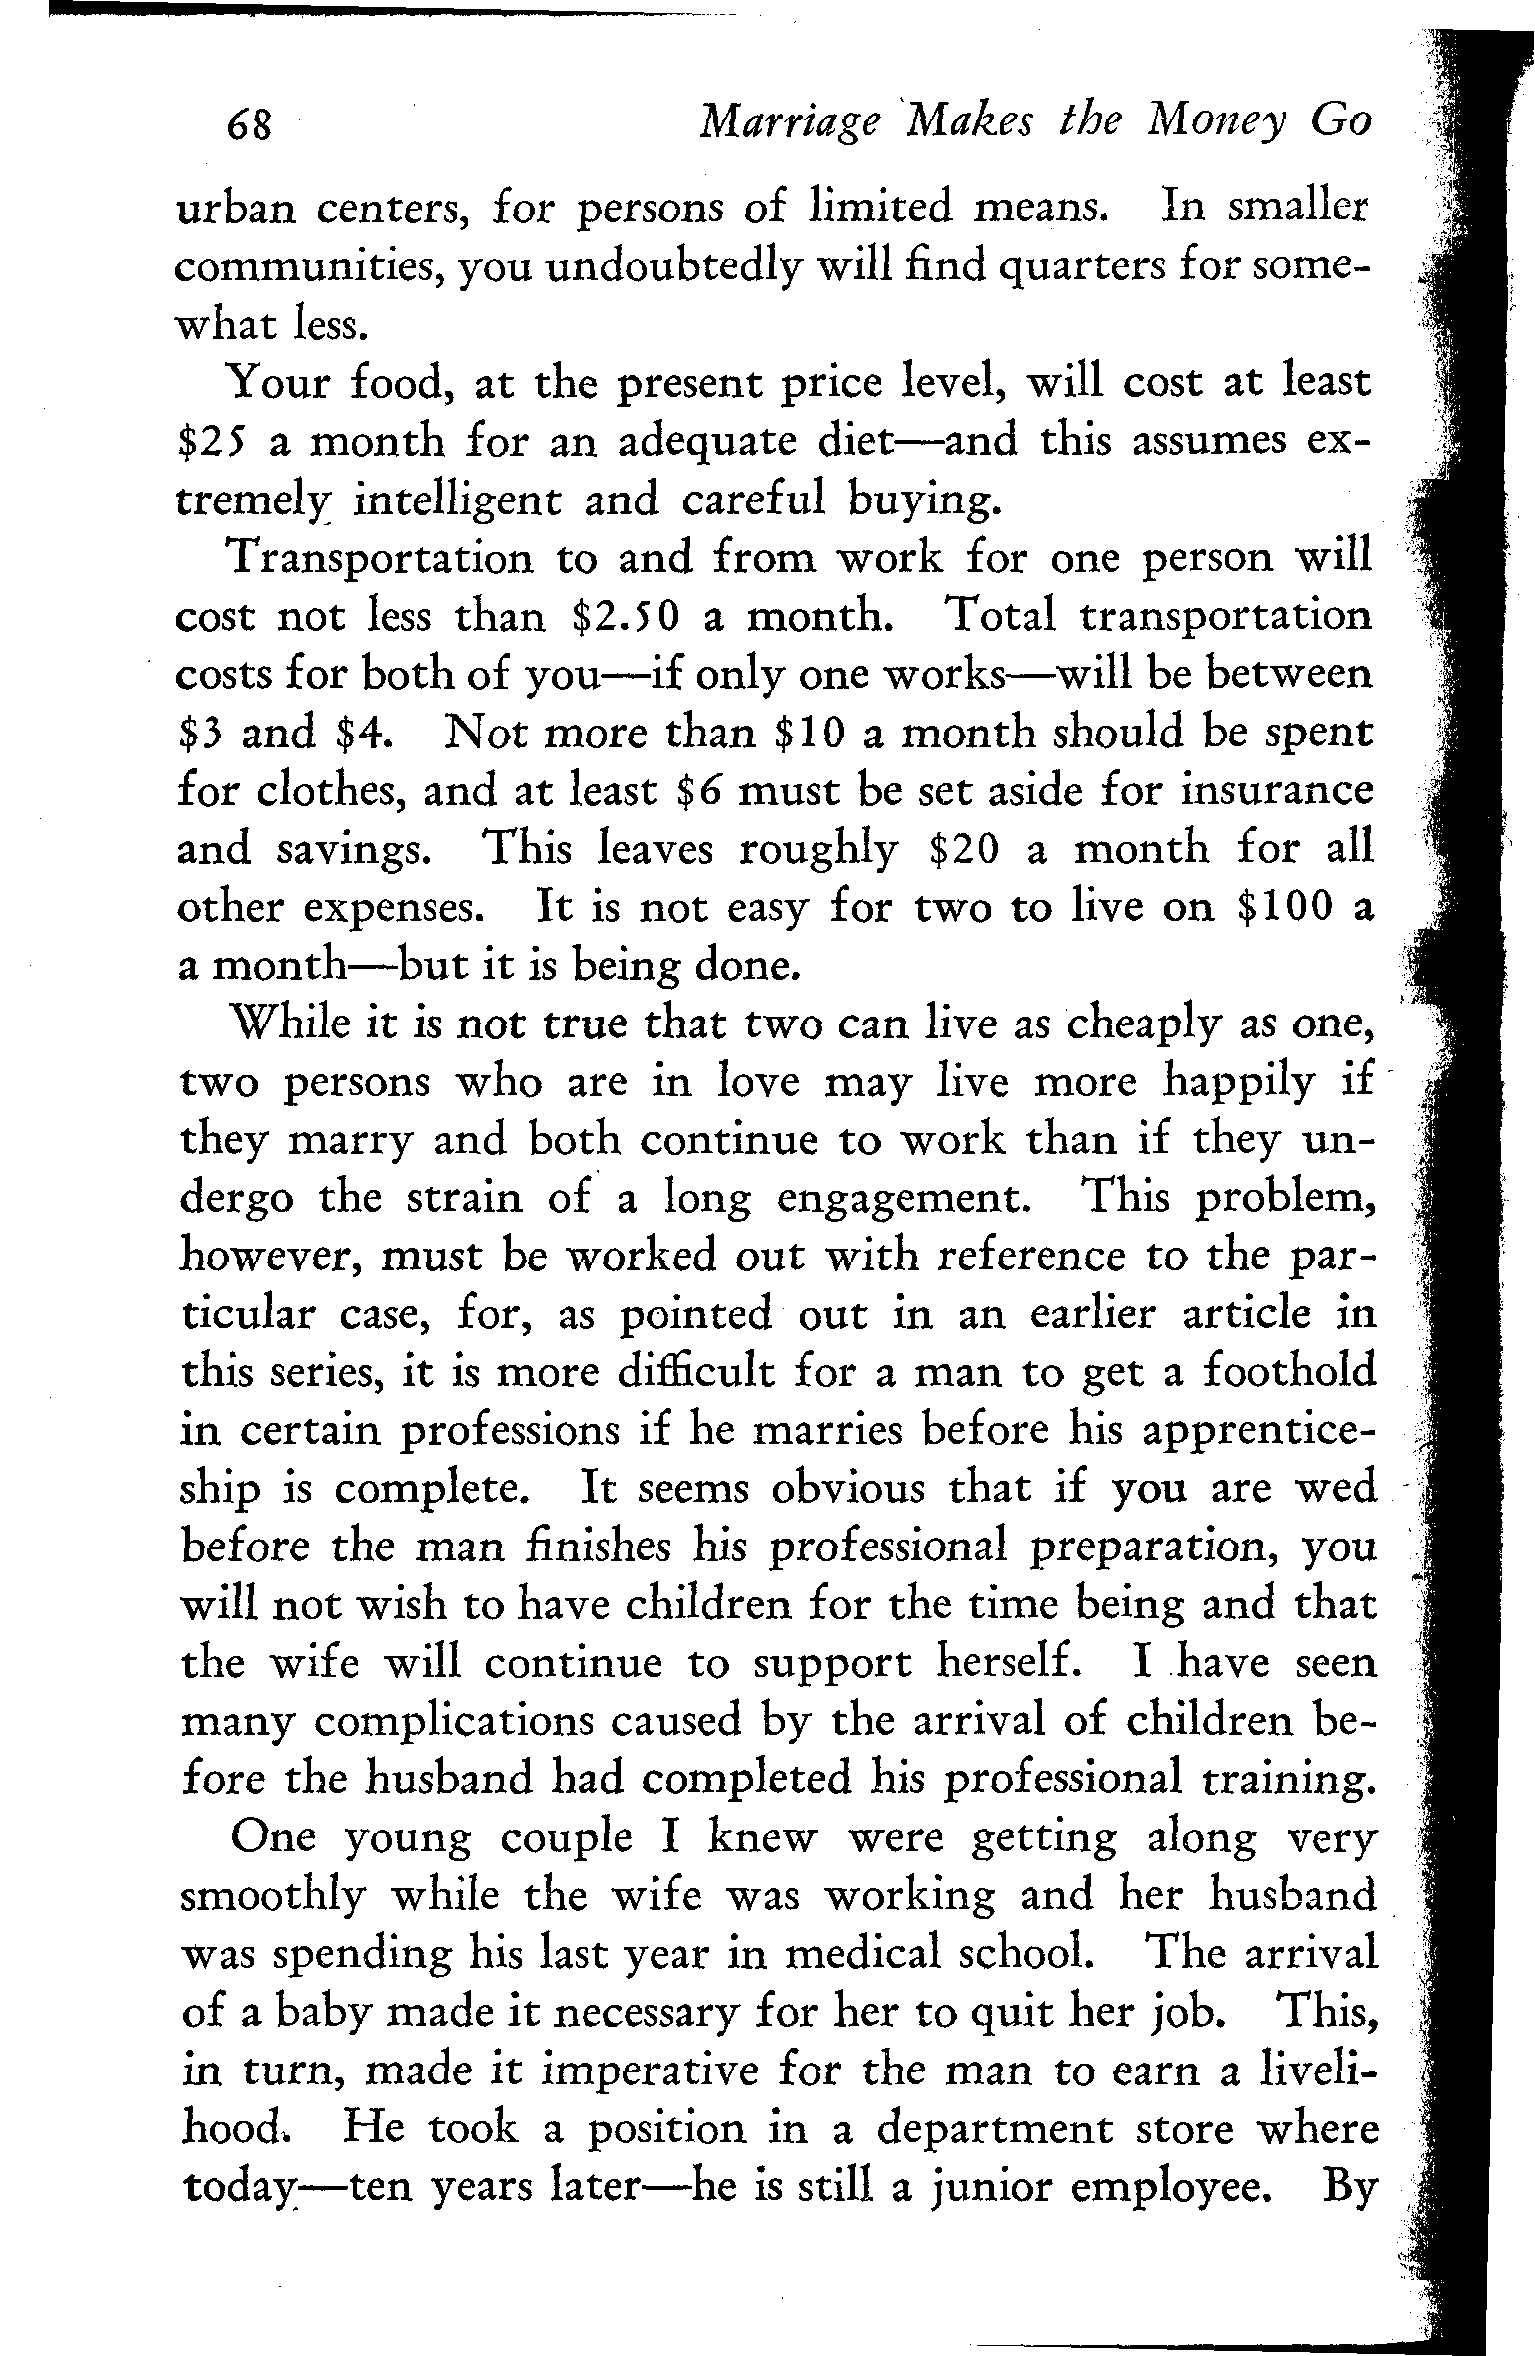 68 Marriage Makes the Money Go
urban centers, for persons of limited means. In smaller
communities, you undoubtedly will find quarters for some-
what less.
Your food, at the present price level, will cost at least
$25 a month for an adequate diet—and this assumes ex-
tremely intelligent and careful buying.
Transportation to and from work for one person will
cost not less than $2.50 a month. Total transportation
costs for both of you—if only one works—will be between
$3 and $4. Not more than $10 a month should be spent
for clothes, and at least $6 must be set aside for insurance
and savings. This leaves roughly $20 a month for all
other expenses. It is not easy for two to live on $100 a
a month—but it is being done.
While it is not true that two can live as cheaply as one,
two persons who are in love may live more happily if
they marry and both continue to work than if they un-
dergo the strain of a long engagement. This problem,
however, must be worked out with reference to the par-
ticular case, for, as pointed out in an earlier article in
this series, it is more difficult for a man to get a foothold
in certain professions if he marries before his apprentice-
ship is complete. It seems obvious that if you are wed
before the man finishes his professional preparation, you
will not wish to have children for the time being and that
the wife will continue to support herself. I have seen
many complications caused by the arrival of children be-
fore the husband had completed his professional training.
One young couple I knew were getting along very
smoothly while the wife was working and her husband
was spending his last year in medical school. The arrival
of a baby made it necessary for her to quit her job. This,
in turn, made it imperative for the man to earn a liveli-
hood. He took a position in a department store where
today—ten years later—he is still a junior employee. By